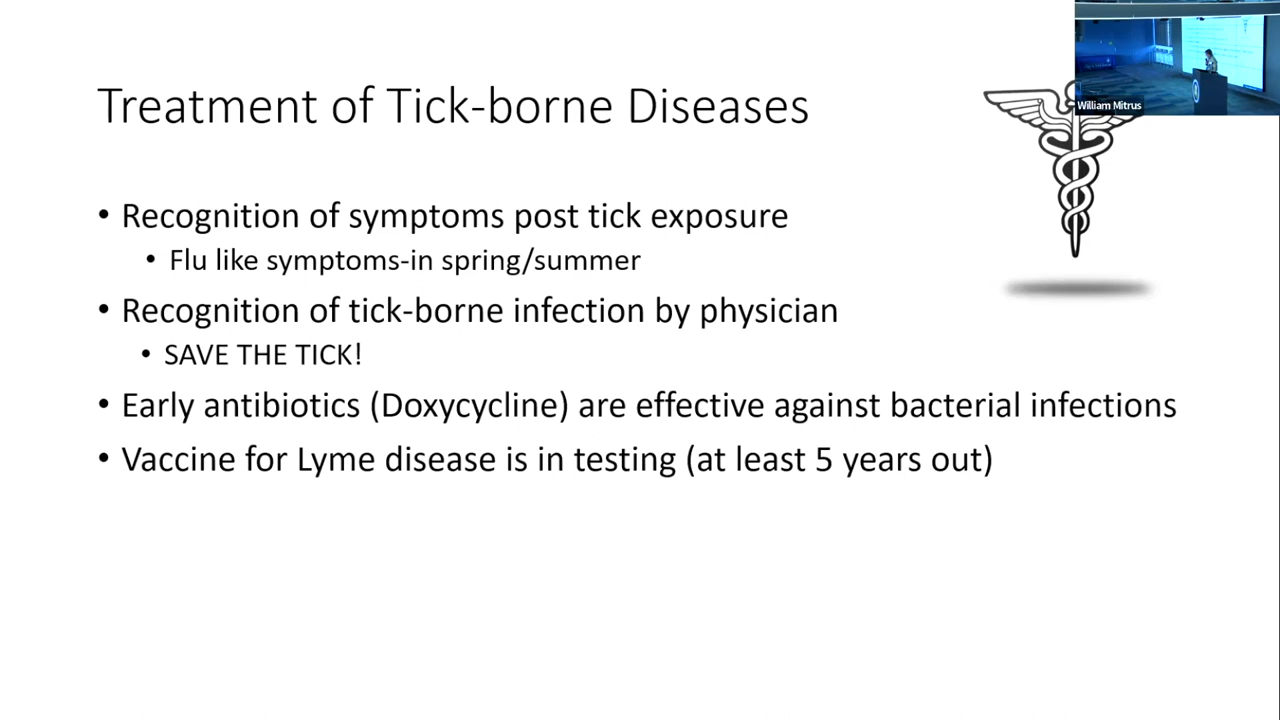 William Mitrus
Treatment of Tick-borne Diseases
• Recognition of symptoms post tick exposure
• Flu like symptoms-in spring/summer
• Recognition of tick-borne infection by physician
• SAVE THE TICK!
• Early antibiotics (Doxycycline) are effective against bacterial infections
• Vaccine for Lyme disease is in testing (at least 5 years out)